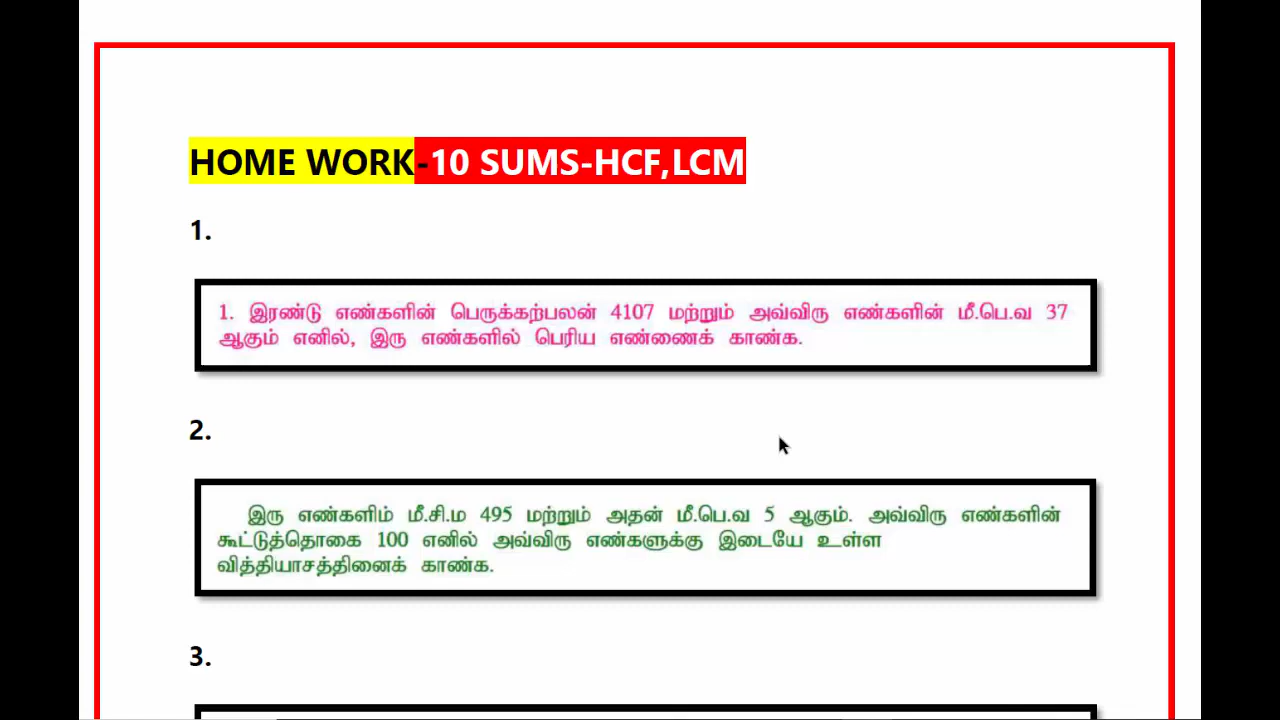 HOME WORK-10 SUMS-HCF,LCM
1.
1. இரண்டு எண்களின் பெருக்கற்பலன் 4107 மற்றும் அவ்விரு எண்களின் மீ.பெ.வ 37
ஆகும் எனில், இரு எண்களில் பெரிய எண்ணைக் காண்க.
2.
இரு எண்களிம் மீ.சி.ம 495 மற்றும் அதன் மீ.பெ.வ 5 ஆகும். அவ்விரு எண்களின்
கூட்டுத்தொகை 100 எனில் அவ்விரு எண்களுக்கு இடையே உள்ள
வித்தியாசத்தினைக் காண்க.
3.